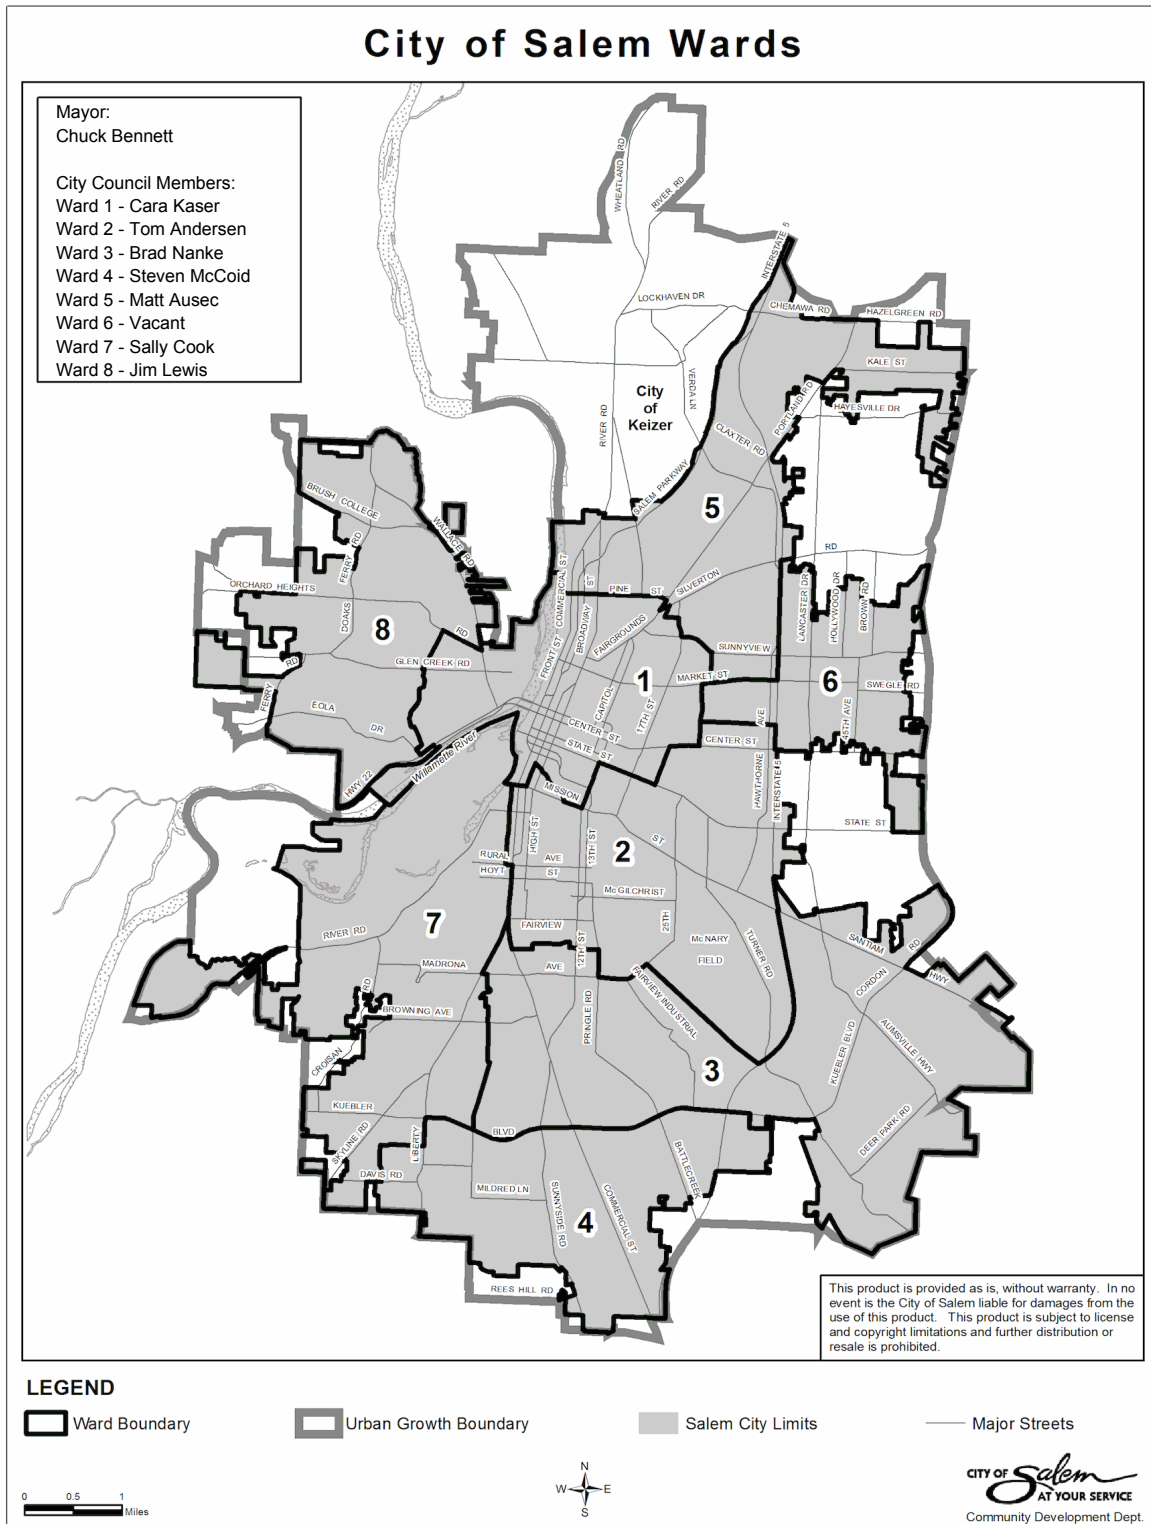 City of Salem Wards
Mayor:
Chuck Bennett
City Council Members:
Ward 1 - Cara Kaser
Ward 2 - Tom Andersen
Ward 3 - Brad Nanke
Ward 4 - Steven McCoid
Ward 5 - Matt Ausec
Ward 6 - Vacant
Ward 7 - Sally Cook
Ward 8 - Jim Lewis
WHEATLAND RD
RIVER RD
INTERSTATE 5
LOCKHAVEN DR
CHEMAWA RD
HAZELGREEN RD
KALE ST
VERDA LN
PORTLAND RD
HAYESVILLE DR
City
of
Keizer
RIVER RD
CLAXTER RD
SALEM PARKWAY
5
BRUSH COLLEGE
WALLACE RD
FERRY RD
RD
ORCHARD HEIGHTS
COMMERCIAL ST
ST
PINE ST
SILVERTON
LANCASTER DR
HOLLYWOOD DR
BROWN RD
DOAKS
8
RD
BROADWAY
FAIRGROUNDS
FRONT ST
SUNNYVIEW
RD
GLEN CREEK RD
1
MARKET ST
6
SWEGLE RD
FERRY
EOLA
DR
CAPITOL
17TH ST
45TH AVE
AVE
CENTER ST
CENTER ST
STATE ST
HWY 22
Willamette River
HAWTHORNE
INTERSTATE 5
MISSION
ST
STATE ST
HIGH ST
13TH ST
2
RURAL AVE
HOYT ST
McGILCHRIST
7
FAIRVIEW
25TH
McNARY
FIELD
TURNER RD
RIVER RD
12TH ST
SANTIAM
RD
HWY
MADRONA AVE
CORDON
RD
FAIRVIEW INDUSTRIAL
PRINGLE RD
BROWNING AVE
CROISAN
KUEBLER BLVD
AUMSVILLE HWY
3
KUEBLER
BLVD
DEER PARK RD
SKYLINE RD
LIBERTY
BATTLECREEK
DAVIS RD
MILDRED LN
SUNNYSIDE RD
COMMERCIAL ST
4
REES HILL RD
This product is provided as is, without warranty. In no
event is the City of Salem liable for damages from the
use of this product. This product is subject to license
and copyright limitations and further distribution or
resale is prohibited.
LEGEND
Ward Boundary
Urban Growth Boundary
Salem City Limits
Major Streets
N
W
E
S
0 0.5 1
Miles
CITY OF Salem
AT YOUR SERVICE
Community Development Dept.